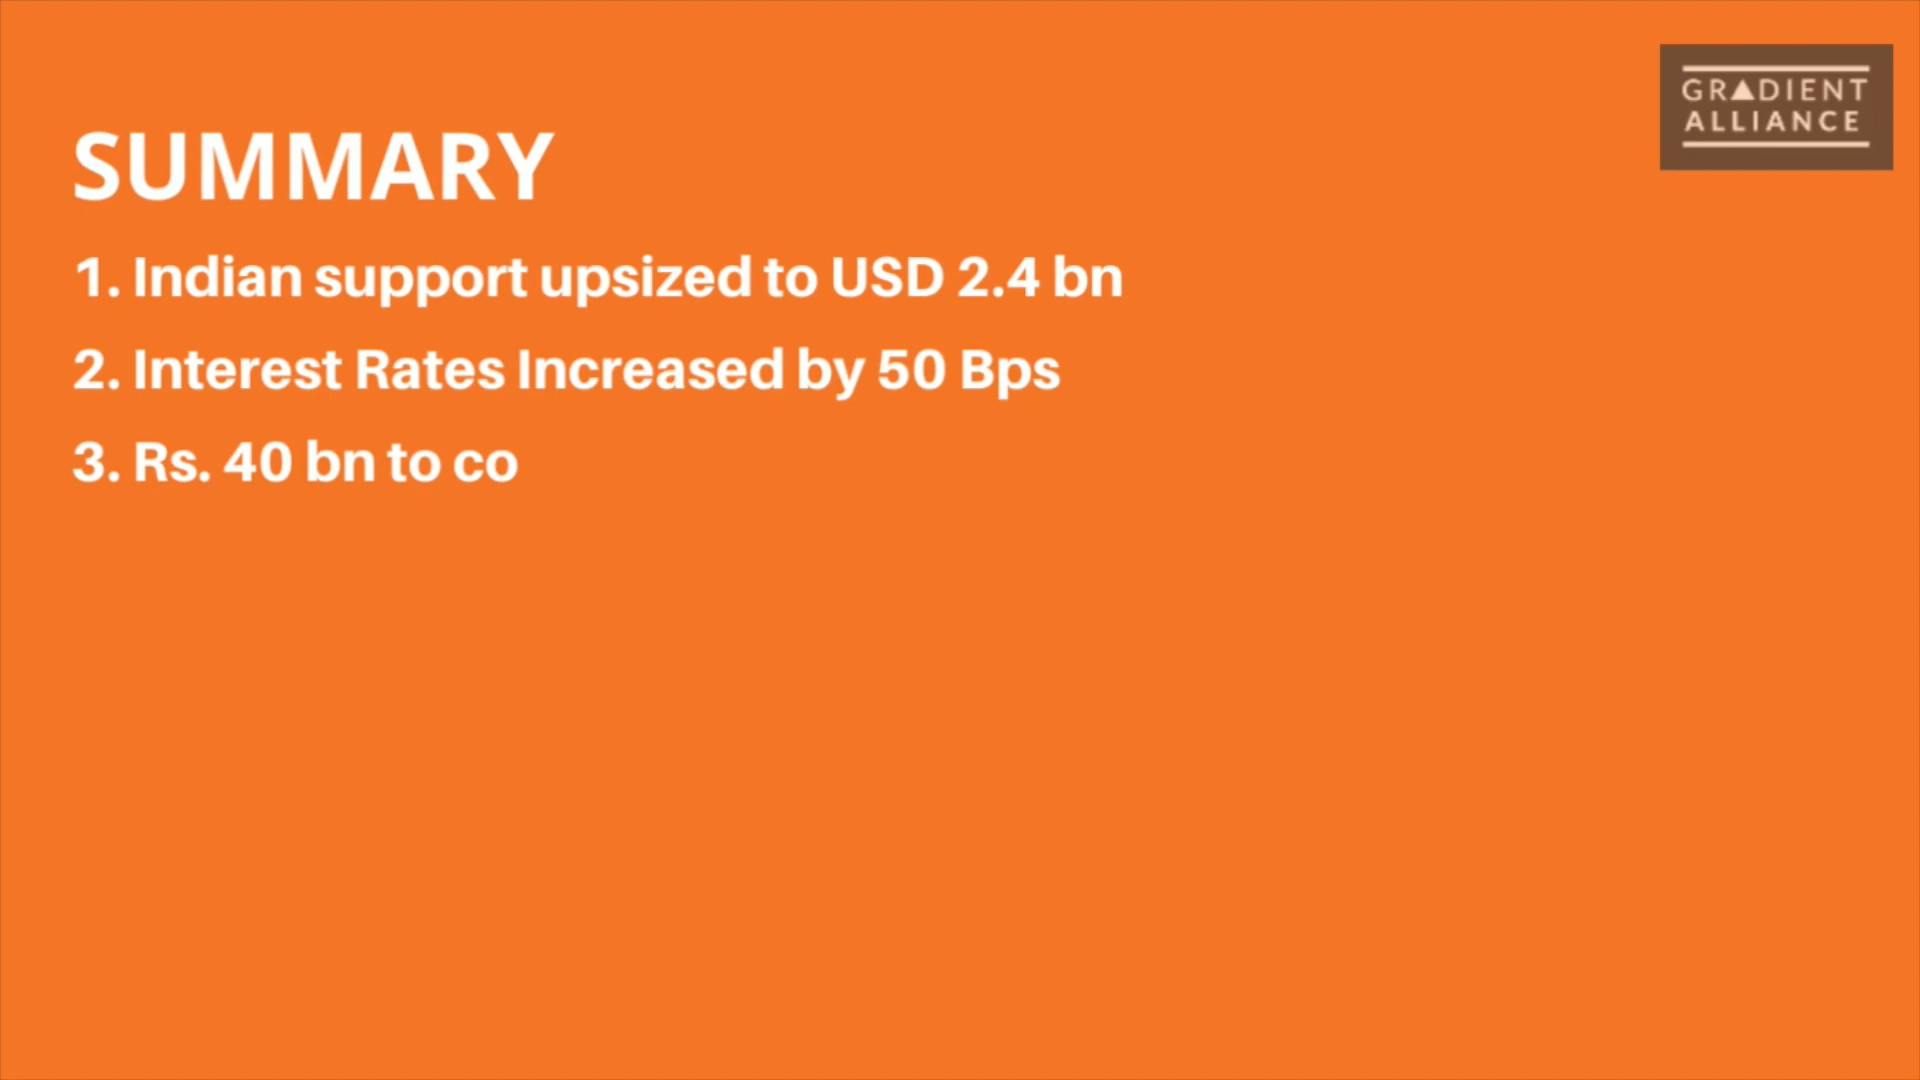 GRADIENT
ALLIANCE
SUMMARY
1. Indian support upsized to USD 2.4 bn
2. Interest Rates Increased by 50 Bps
3. Rs. 40 bn to co